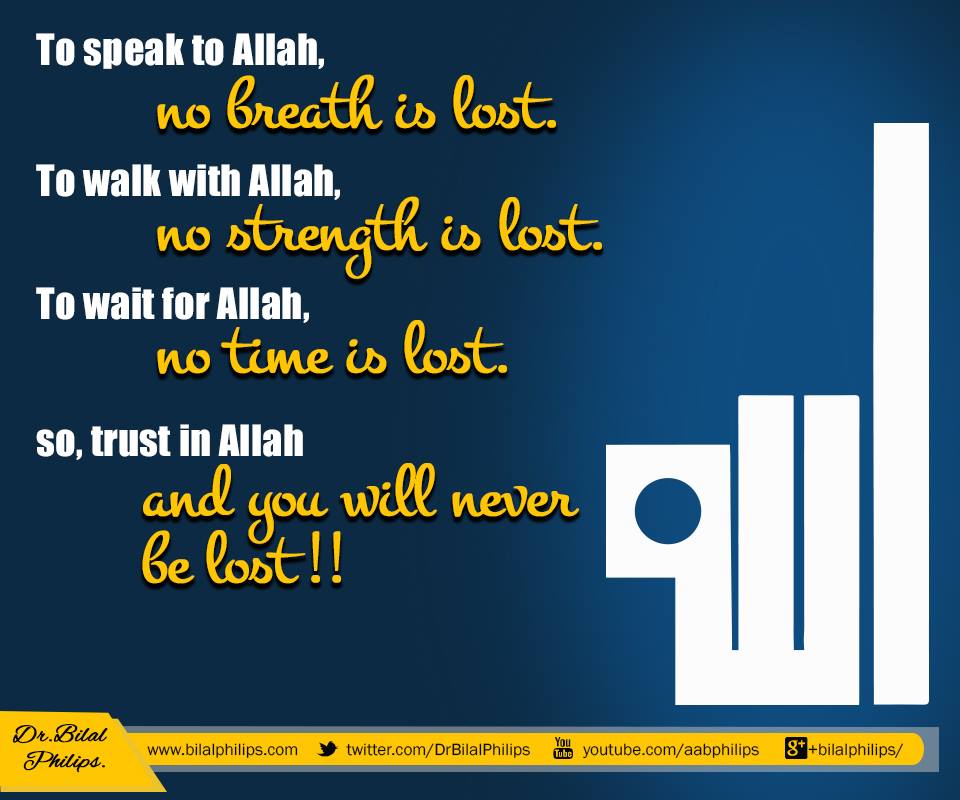 To speak to Allah,
no breath is lost.
To walk with Allah,
no strength is lost.
To wait for Allah,
no time is lost.
so, trust in Allah
and you will never
be lost!!
الله
Dr.Bilal
Philips.
www.bilalphilips.com
twitter.com/DrBilalPhilips
You
Tube
youtube.com/aabphilips
g+
+bilalphilips/